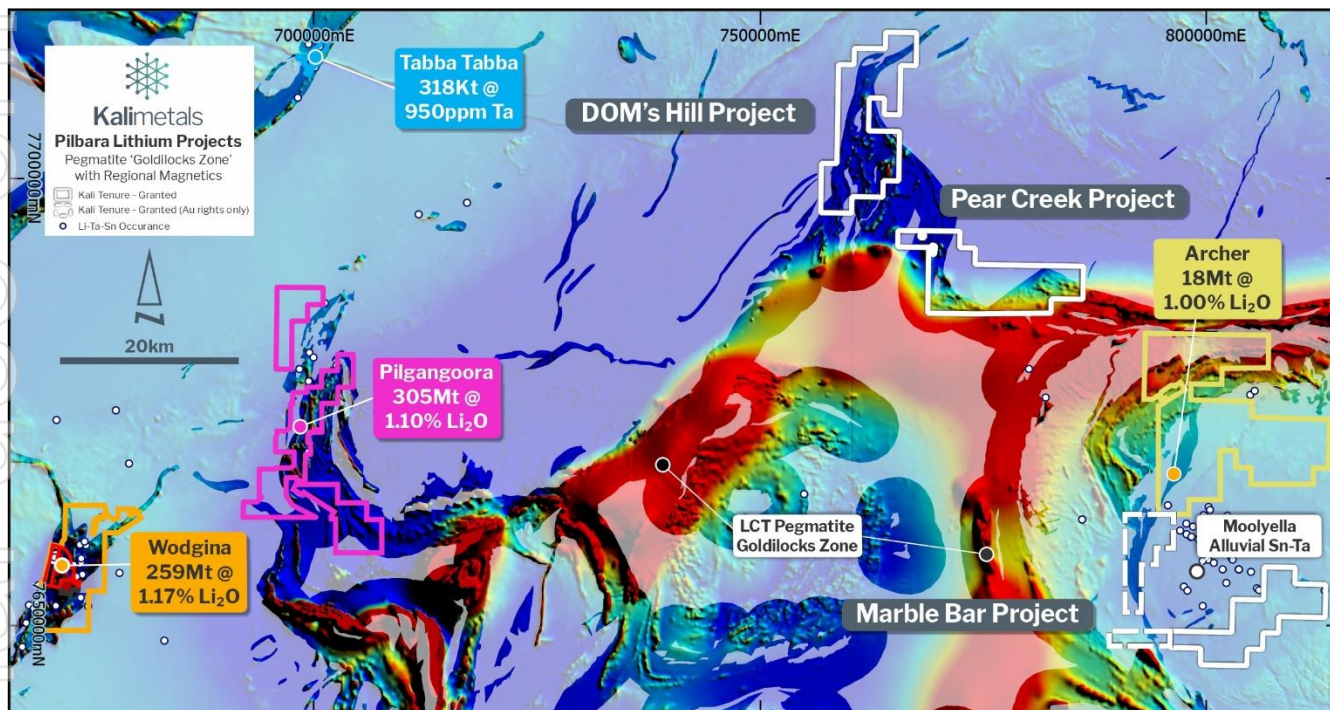 700000mE
750000mE
800000mE
7700000mN
7650000mN
Kalimetals
Pilbara Lithium Projects
Pegmatite 'Goldilocks Zone'
with Regional Magnetics
Kali Tenure - Granted
Kali Tenure - Granted (Au rights only)
Li-Ta-Sn Occurance
N
20km
Tabba Tabba
318Kt @
950ppm Ta
DOM's Hill Project
Pear Creek Project
Archer
18Mt @
1.00% Li₂O
Pilgangoora
305Mt @
1.10% Li₂O
LCT Pegmatite
Goldilocks Zone
Moolyella
Alluvial Sn-Ta
Wodgina
259Mt @
1.17% Li₂O
Marble Bar Project